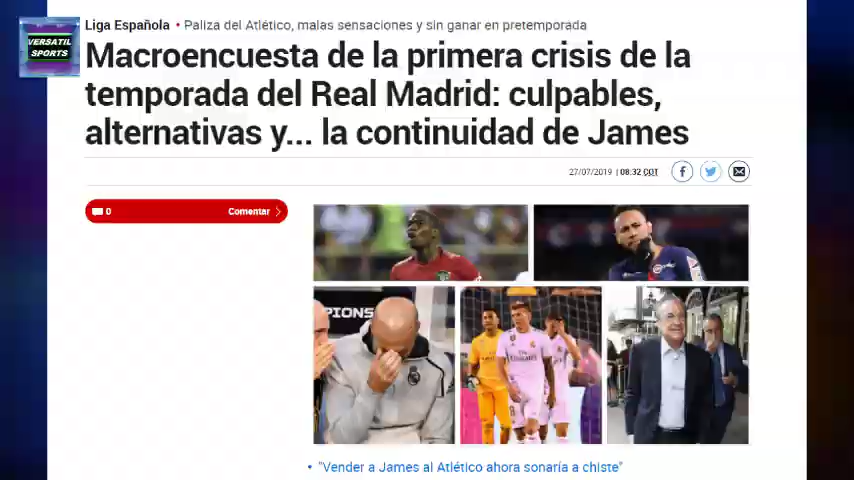 VERSATIL
SPORTS
Liga Española • Paliza del Atlético, malas sensaciones y sin ganar en pretemporada
Macroencuesta de la primera crisis de la
temporada del Real Madrid: culpables,
alternativas y... la continuidad de James
27/07/2019 | 08:32 COT
0 Comentar
PIONS
• "Vender a James al Atlético ahora sonaría a chiste"